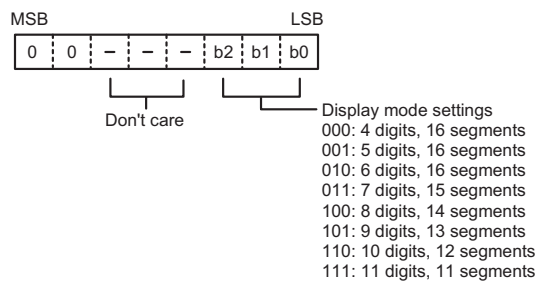 MSB LSB
0 0 – – – b2 b1 b0
Don't care
Display mode settings
000: 4 digits, 16 segments
001: 5 digits, 16 segments
010: 6 digits, 16 segments
011: 7 digits, 15 segments
100: 8 digits, 14 segments
101: 9 digits, 13 segments
110: 10 digits, 12 segments
111: 11 digits, 11 segments